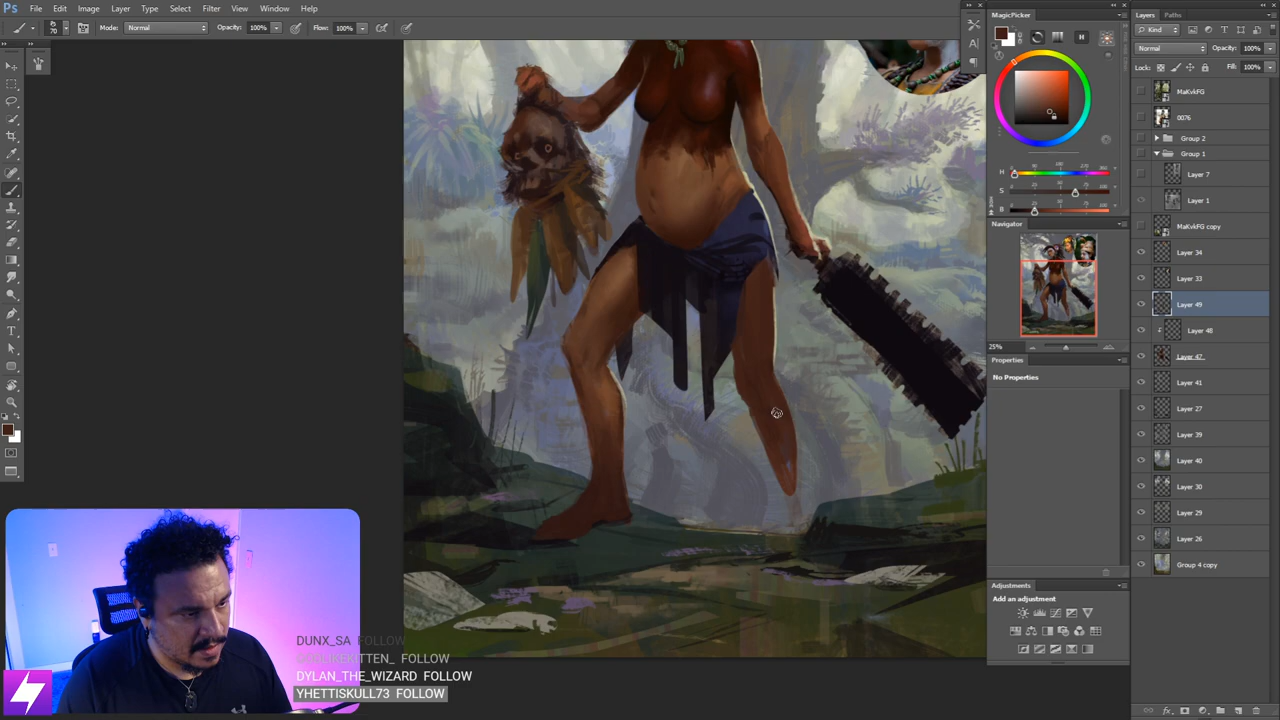 Ps File Edit Image Layer Type Select Filter View Window Help
70 Mode: Normal Opacity: 100% Flow: 100%
MagicPicker
H
H
S
B
Navigator
25%
Properties
No Properties
Adjustments
Add an adjustment
Layers Paths
Kind
Normal Opacity: 100%
Lock: Fill: 100%
MaKvkFG
0076
Group 2
Group 1
Layer 7
Layer 1
MaKvkFG copy
Layer 34
Layer 33
Layer 49
Layer 48
Layer 47
Layer 41
Layer 27
Layer 39
Layer 40
Layer 30
Layer 29
Layer 26
Group 4 copy
DUNX_SA FOLLOW
FOLLOW
DYLAN_THE_WIZARD FOLLOW
YHETTISKULL73 FOLLOW